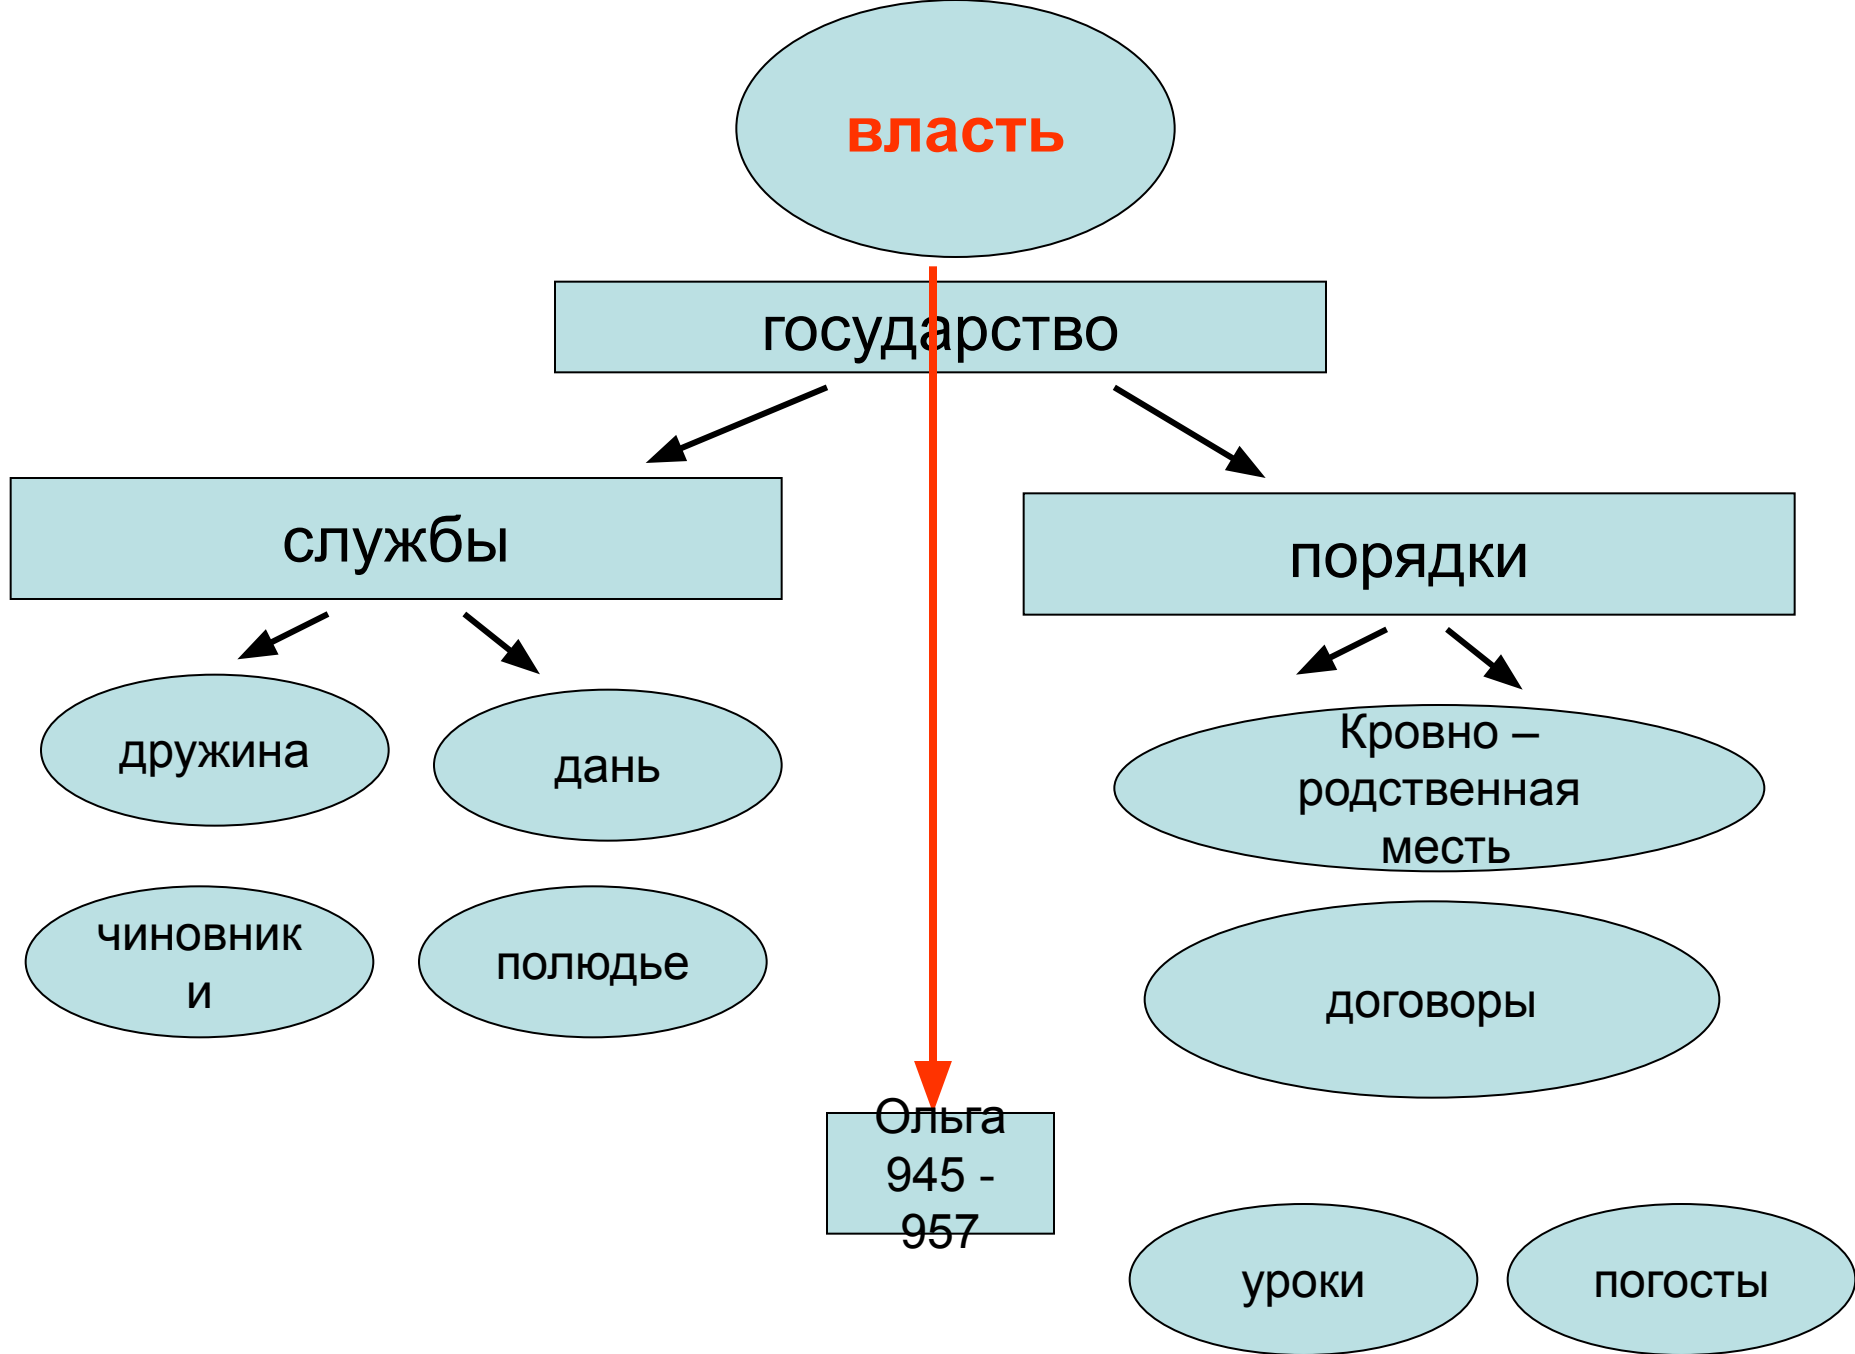 власть
государство
службы
порядки
дружина
дань
Кровно –
родственная
месть
чиновник
и
полюдье
договоры
Ольга
945 -
957
уроки
погосты